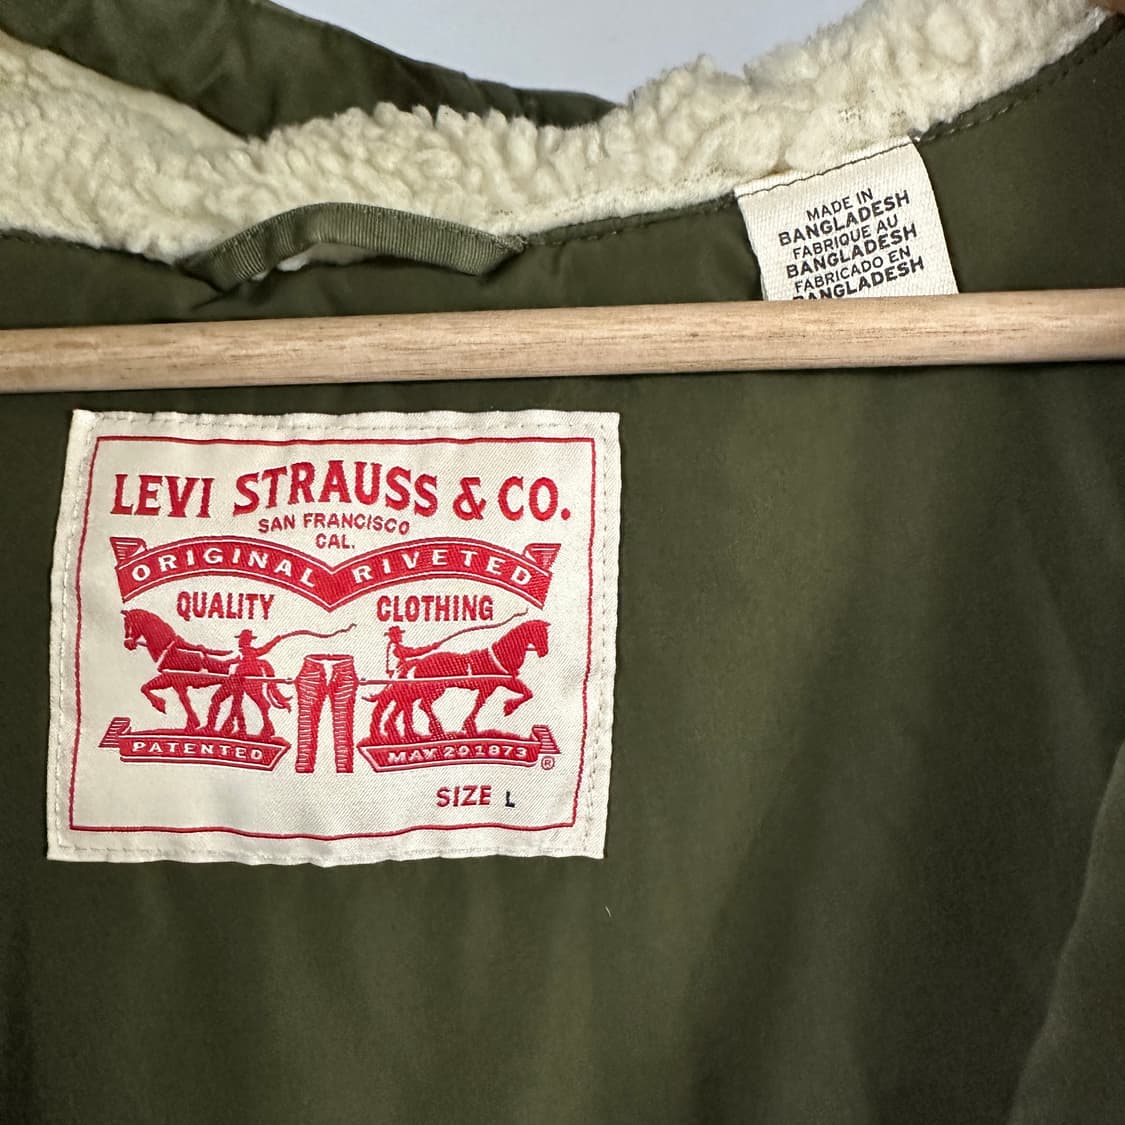 MADE IN
BANGLADESH
FABRIQUE AU
BANGLADESH
FABRICADO EN
BANGLADESH
LEVI STRAUSS & CO.
SAN FRANCISCO
CAL.
ORIGINAL RIVETED
QUALITY CLOTHING
PATENTED MAY 20 1873
®
SIZE L